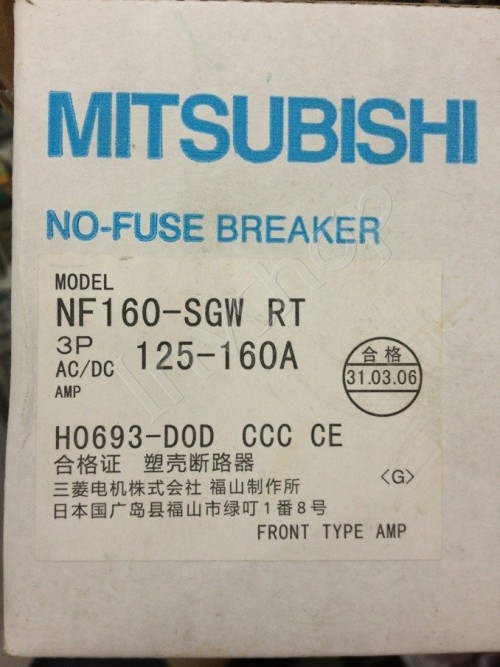 MITSUBISHI
NO-FUSE BREAKER
MODEL
NF160-SGW RT
3P
AC/DC 125-160A
AMP
合格
31.03.06
H0693-D0D CCC CE
合格证 塑壳断路器
三菱电机株式会社 福山制作所
<G>
日本国广岛县福山市绿叮1番8号
FRONT TYPE AMP